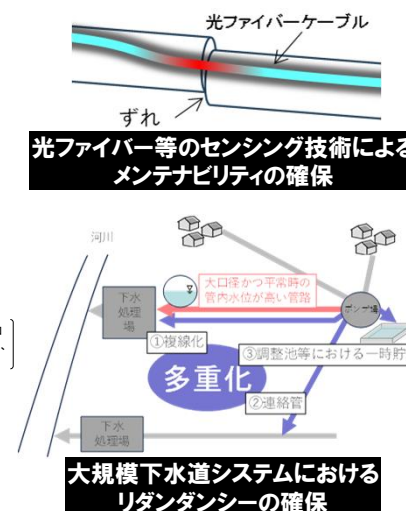 光ファイバーケーブル
ずれ
光ファイバー等のセンシング技術による
メンテナビリティの確保
河川
大口径かつ平常時の
管内水位が高い管路
下水
処理
場
ポンプ場
①複線化
③調整池等における一時貯
多重化
②連絡管
下水
処理場
大規模下水道システムにおける
リダンダンシーの確保